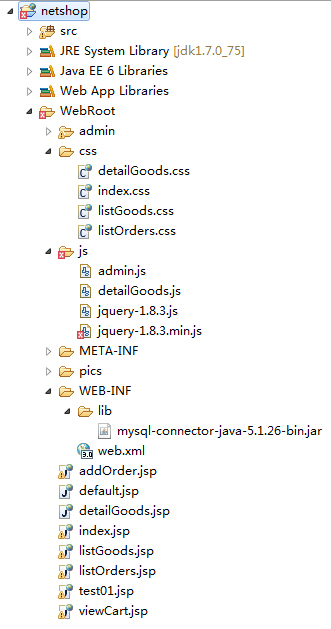 netshop
src
JRE System Library [jdk1.7.0_75]
Java EE 6 Libraries
Web App Libraries
WebRoot
admin
css
detailGoods.css
index.css
listGoods.css
listOrders.css
js
admin.js
detailGoods.js
jquery-1.8.3.js
jquery-1.8.3.min.js
META-INF
pics
WEB-INF
lib
mysql-connector-java-5.1.26-bin.jar
web.xml
addOrder.jsp
default.jsp
detailGoods.jsp
index.jsp
listGoods.jsp
listOrders.jsp
test01.jsp
viewCart.jsp